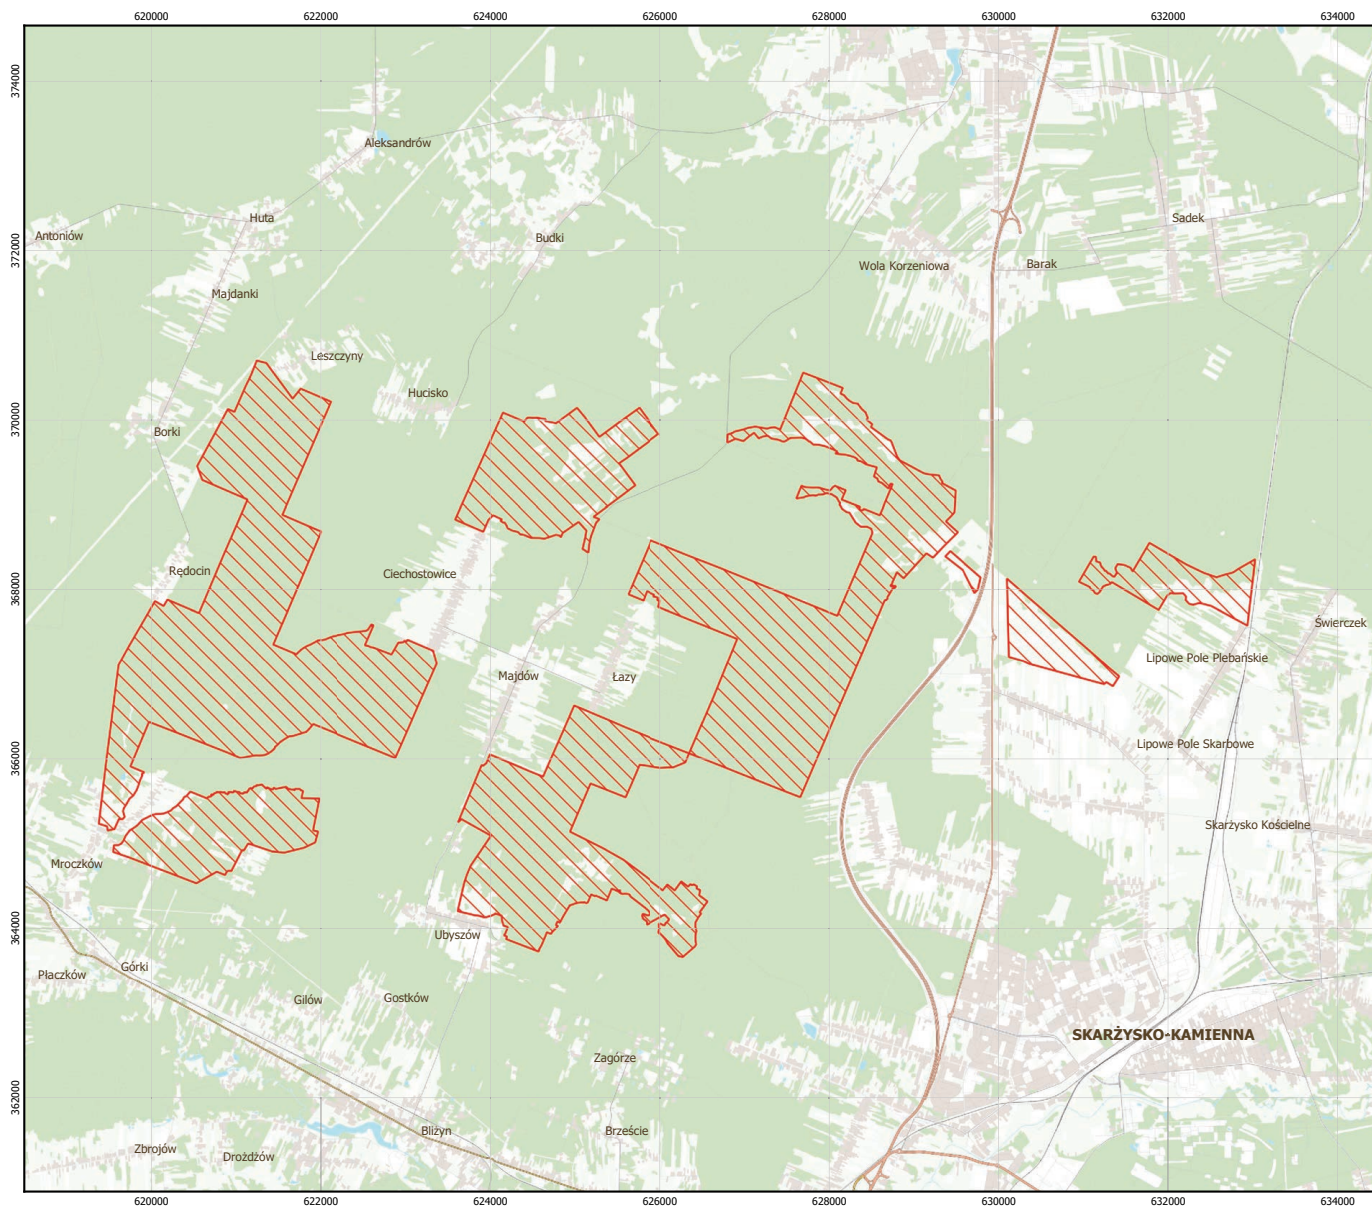 620000 622000 624000 626000 628000 630000 632000 634000
374000
Aleksandrów
Huta
Sadek
Antoniów
Budki
372000
Wola Korzeniowa
Barak
Majdanki
Leszczyny
Hucisko
370000
Borki
Rędocin
Ciechostowice
368000
Świerczek
Lipowe Pole Plebańskie
Majdów
Łazy
Lipowe Pole Skarbowe
366000
Skarżysko Kościelne
Mroczków
Ubyszów
364000
Górki
Płaczków
Gilów
Gostków
SKARŻYSKO-KAMIENNA
Zagórze
362000
Bliżyn
Brzeście
Zbrojów
Drożdżów
620000 622000 624000 626000 628000 630000 632000 634000